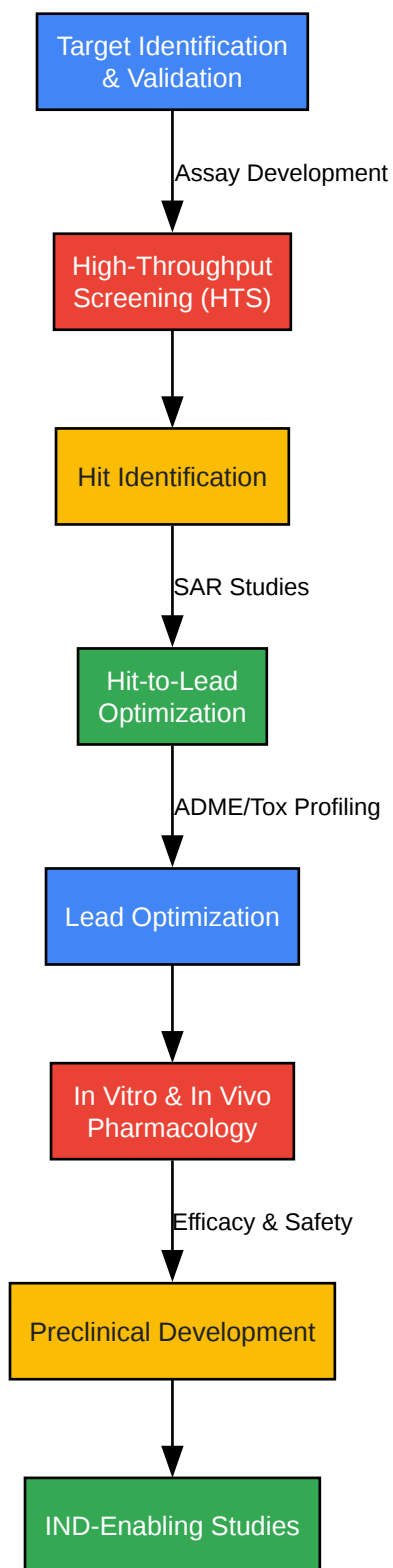 Target Identification
& Validation
Assay Development
High-Throughput
Screening (HTS)
Hit Identification
SAR Studies
Hit-to-Lead
Optimization
ADME/Tox Profiling
Lead Optimization
In Vitro & In Vivo
Pharmacology
Efficacy & Safety
Preclinical Development
IND-Enabling Studies